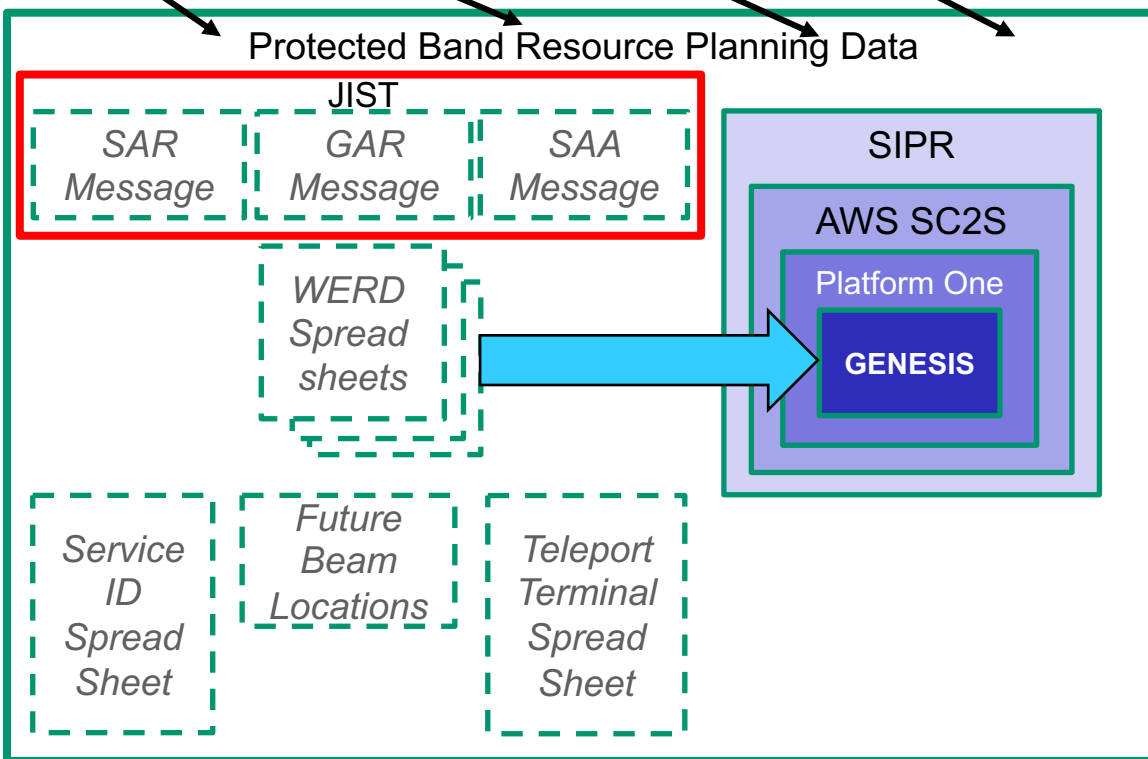 Protected Band Resource Planning Data
JIST
SAR
Message
GAR
Message
SAA
Message
WERD
Spread
sheets
Service
ID
Spread
Sheet
Future
Beam
Locations
Teleport
Terminal
Spread
Sheet
SIPR
AWS SC2S
Platform One
GENESIS